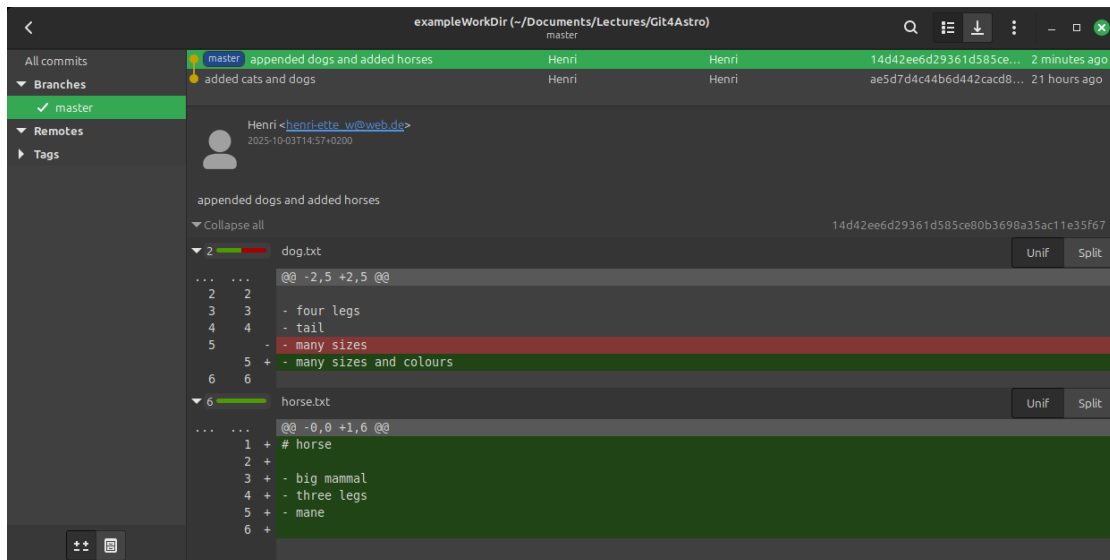 exampleWorkDir (~/Documents/Lectures/Git4Astro)
master
All commits
Branches
master
Remotes
Tags
master appended dogs and added horses Henri Henri 14d42ee6d29361d585ce... 2 minutes ago
added cats and dogs Henri Henri ae5d7d4c44b6d442cacd8... 21 hours ago
Henri <henri-ette_w@web.de>
2025-10-03T14:57+0200
appended dogs and added horses
Collapse all 14d42ee6d29361d585ce80b3698a35ac11e35f67
2 dog.txt Unif Split
... ... @@ -2,5 +2,5 @@
2 2
3 3 - four legs
4 4 - tail
5 - - many sizes
5 + - many sizes and colours
6 6
6 horse.txt Unif Split
... ... @@ -0,0 +1,6 @@
1 + # horse
2 +
3 + - big mammal
4 + - three legs
5 + - mane
6 +